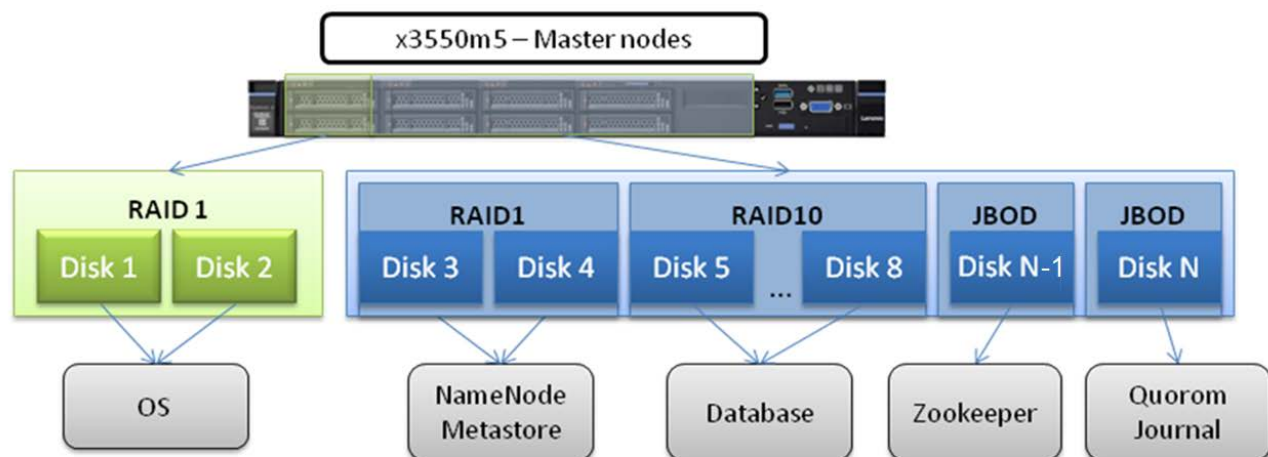 x3550m5 – Master nodes
RAID 1
RAID1
RAID10
JBOD
JBOD
Disk 1
Disk 2
Disk 3
Disk 4
Disk 5
...
Disk 8
Disk N-1
Disk N
OS
NameNode
Metastore
Database
Zookeeper
Quorom
Journal